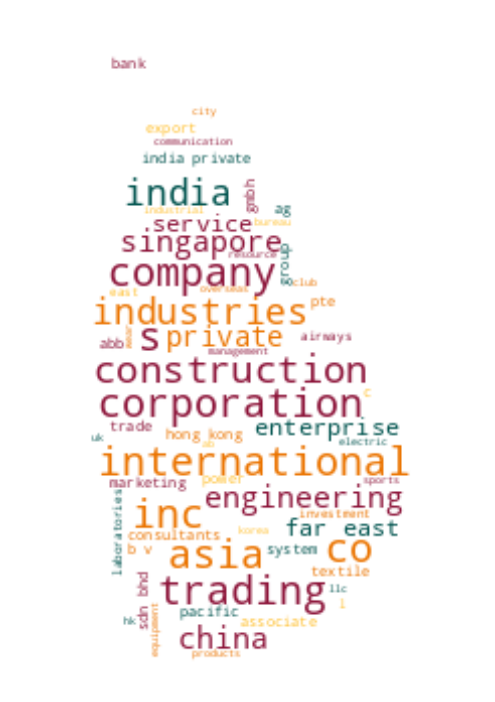 bank
city
export
communication
india private
india
gmbh
ag
industrial
service
bureau
singapore
resource
group
company
club
east
overseas
industries
pte
s
private
airways
abb
wear
management
construction
corporation
c
trade
hong kong
enterprise
uk
ab
electric
international
marketing
power
sports
engineering
inc
investment
laboratories
consultants
korea
far east
b v
asia
system
co
textile
sdn bhd
trading
llc
l
pacific
hk
equipment
associate
china
products